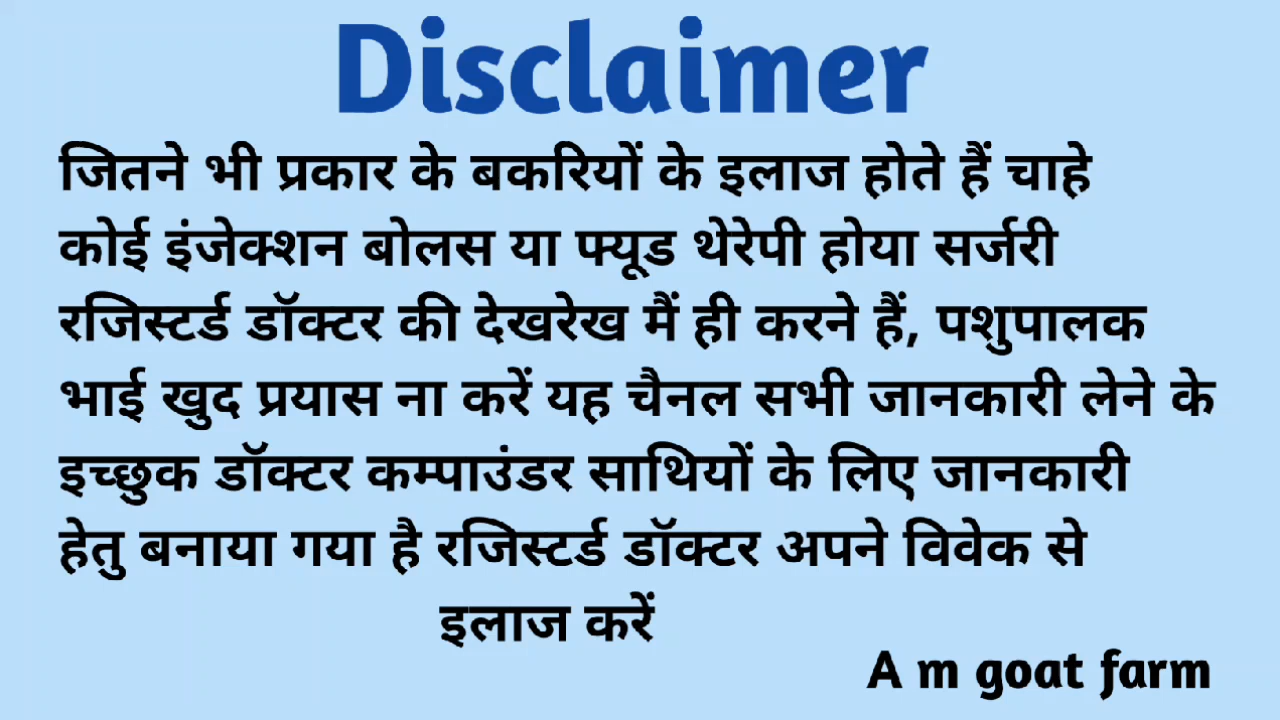 Disclaimer
जितने भी प्रकार के बकरियों के इलाज होते हैं चाहे
कोई इंजेक्शन बोलस या फ्यूड थेरेपी होया सर्जरी
रजिस्टर्ड डॉक्टर की देखरेख मैं ही करने हैं, पशुपालक
भाई खुद प्रयास ना करें यह चैनल सभी जानकारी लेने के
इच्छुक डॉक्टर कम्पाउंडर साथियों के लिए जानकारी
हेतु बनाया गया है रजिस्टर्ड डॉक्टर अपने विवेक से
इलाज करें
A m goat farm